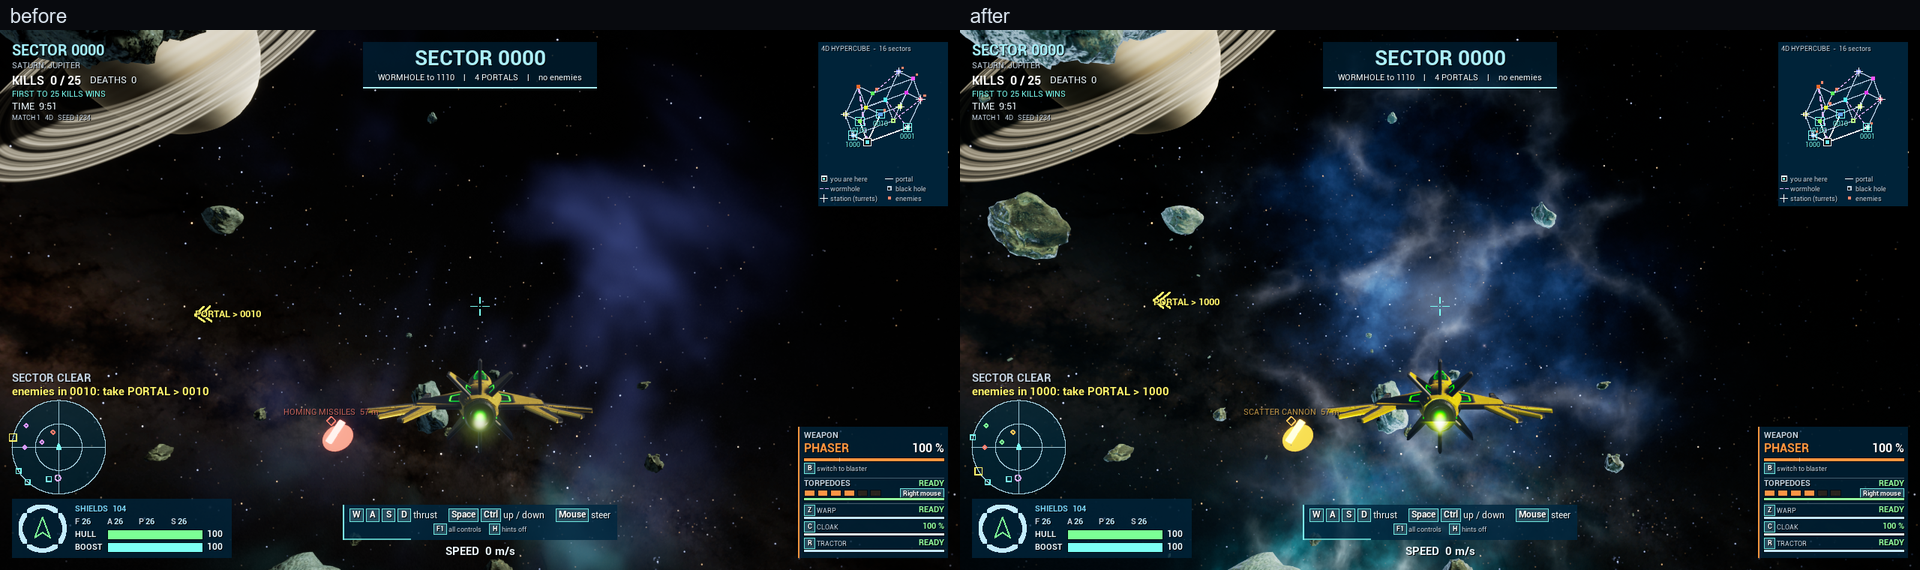 before
SECTOR 0000
SATURN, JUPITER
KILLS 0 / 25 DEATHS 0
FIRST TO 25 KILLS WINS
TIME 9:51
MATCH 1 4D SEED 1234
SECTOR 0000
WORMHOLE to 1110 | 4 PORTALS | no enemies
4D HYPERCUBE - 16 sectors
0010
0001
1000
you are here
portal
wormhole
black hole
station (turrets)
enemies
PORTAL > 0010
SECTOR CLEAR
enemies in 0010: take PORTAL > 0010
HOMING MISSILES 57 m
SHIELDS 104
F 26 A 26 P 26 S 26
HULL 100
BOOST 100
W A S D thrust Space Ctrl up / down Mouse steer
F1 all controls H hints off
SPEED 0 m/s
WEAPON
PHASER 100 %
B switch to blaster
TORPEDOES READY
Right mouse
Z WARP READY
C CLOAK 100 %
R TRACTOR READY
after
SECTOR 0000
SATURN, JUPITER
KILLS 0 / 25 DEATHS 0
FIRST TO 25 KILLS WINS
TIME 9:51
MATCH 1 4D SEED 1234
SECTOR 0000
WORMHOLE to 1110 | 4 PORTALS | no enemies
4D HYPERCUBE - 16 sectors
0010
0001
1000
you are here
portal
wormhole
black hole
station (turrets)
enemies
PORTAL > 1000
SECTOR CLEAR
enemies in 1000: take PORTAL > 1000
SCATTER CANNON 57 m
SHIELDS 104
F 26 A 26 P 26 S 26
HULL 100
BOOST 100
W A S D thrust Space Ctrl up / down Mouse steer
F1 all controls H hints off
SPEED 0 m/s
WEAPON
PHASER 100 %
B switch to blaster
TORPEDOES READY
Right mouse
Z WARP READY
C CLOAK 100 %
R TRACTOR READY